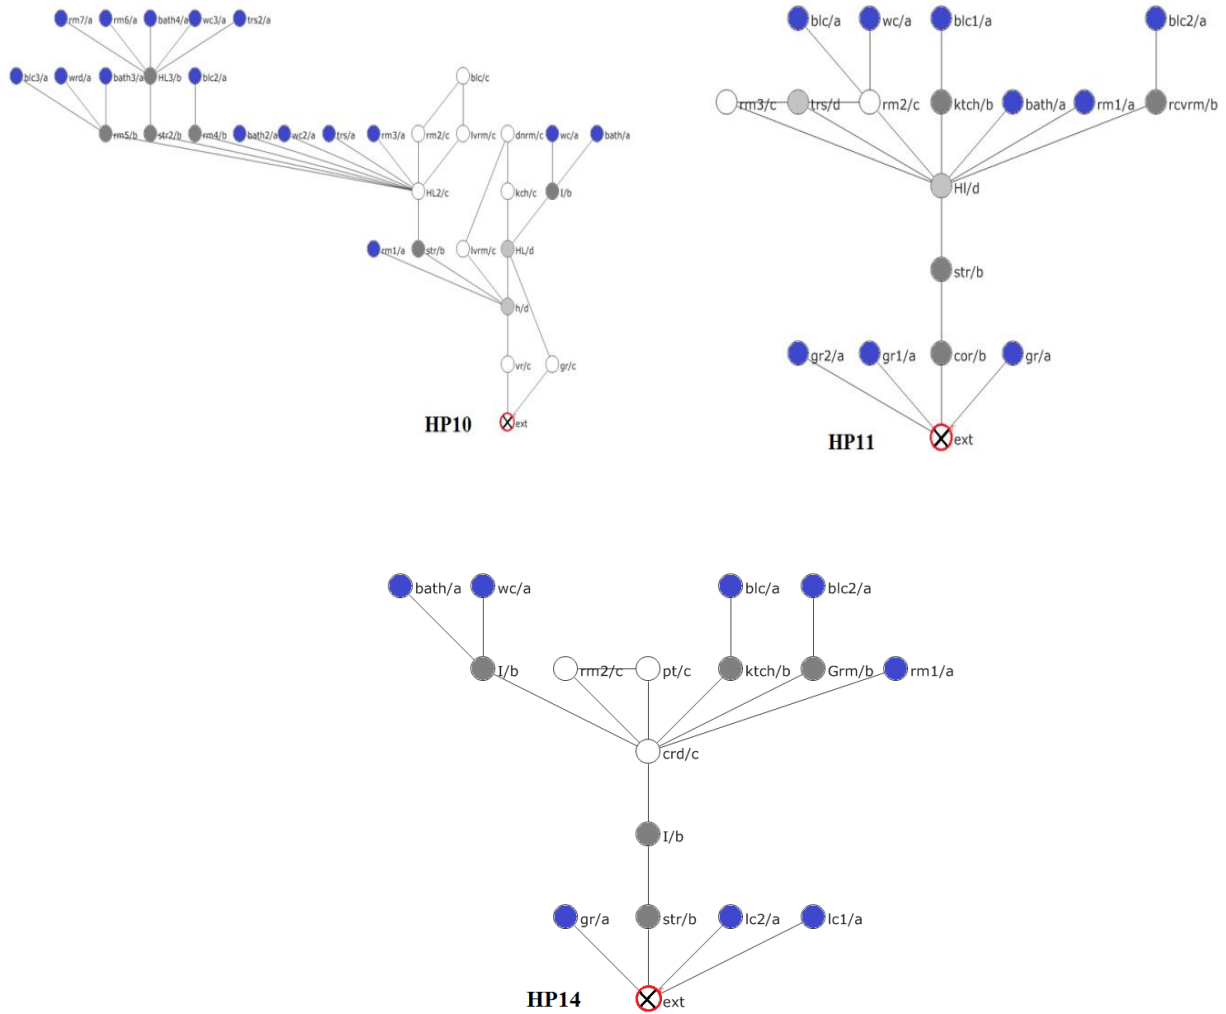 rm7/a rm6/a bath4/a wc3/a trs2/a
blc3/a wrd/a bath3/a HL3/b blc2/a blc/c
rm5/b str2/b rm4/b bath2/a wc2/a trs/a rm3/a rm2/c lvrm/c dnrm/c wc/a bath/a
HL2/c kch/c I/b
rm1/a str/b lvrm/c HL/d
h/d
vr/c gr/c
ext
HP10
blc/a wc/a blc1/a blc2/a
rm3/c trs/d rm2/c ktch/b bath/a rm1/a rcvrm/b
Hl/d
str/b
gr2/a gr1/a cor/b gr/a
ext
HP11
bath/a wc/a blc/a blc2/a
I/b rm2/c pt/c ktch/b Grm/b rm1/a
crd/c
I/b
gr/a str/b lc2/a lc1/a
ext
HP14